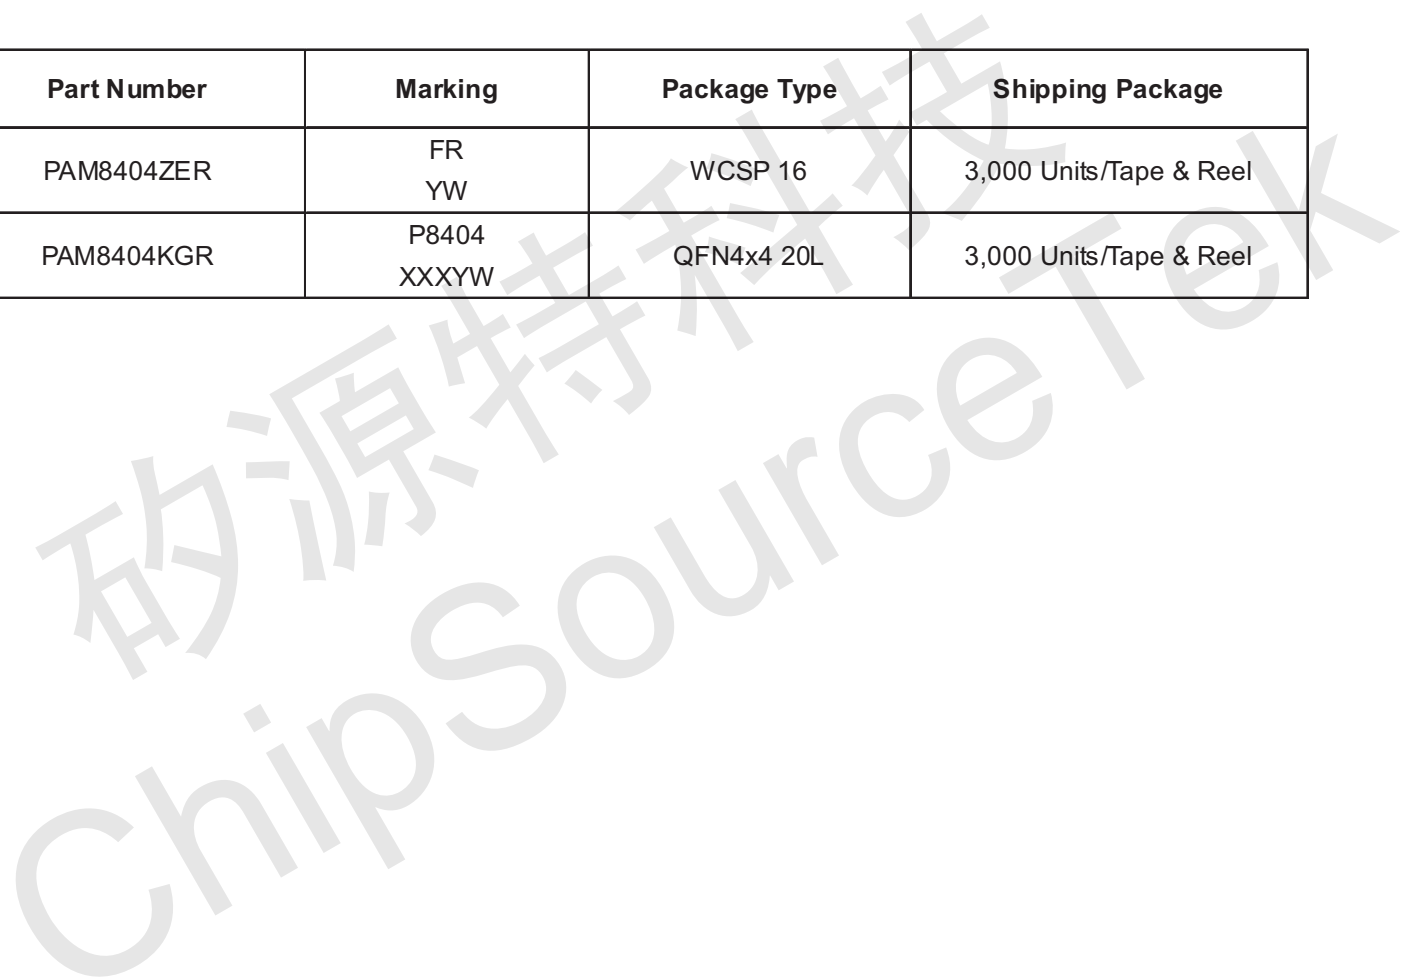 Part Number Marking Package Type Shipping Package
PAM8404ZER FR YW WCSP 16 3,000 Units/Tape & Reel
PAM8404KGR P8404 XXXYW QFN4x4 20L 3,000 Units/Tape & Reel
矽源特科技
ChipSourceTek